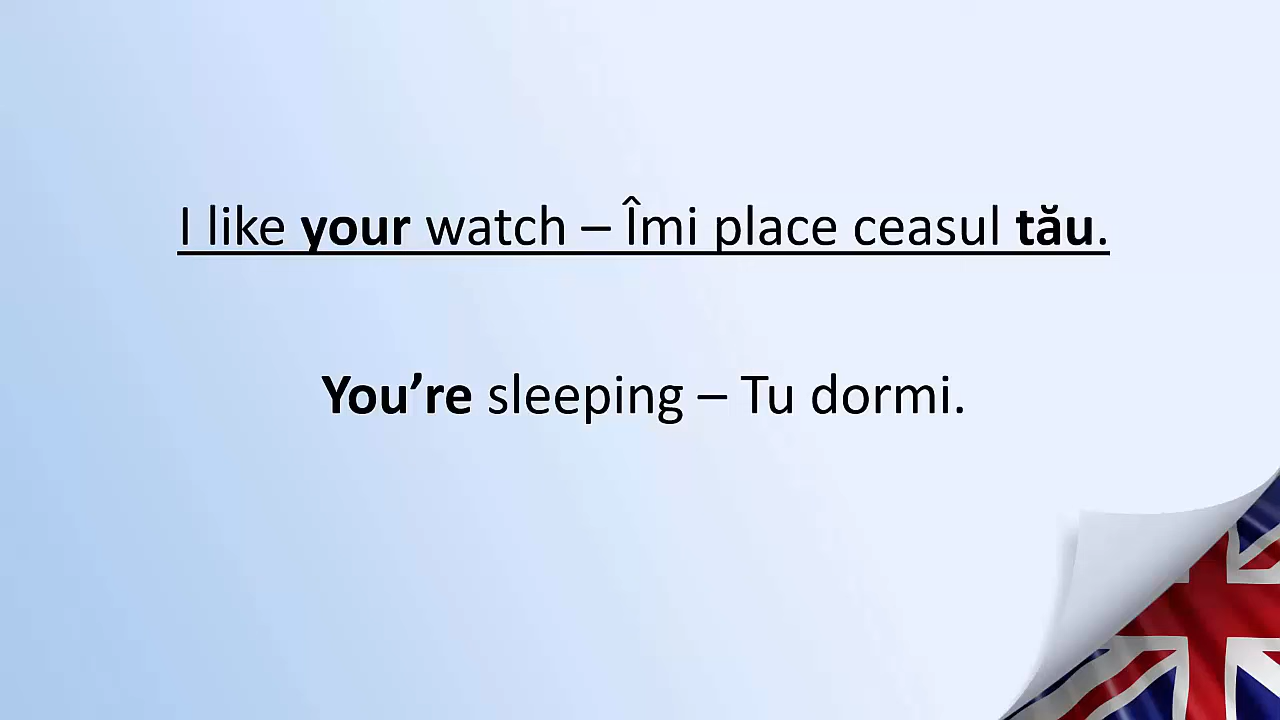 I like your watch – Îmi place ceasul tău.
You’re sleeping – Tu dormi.